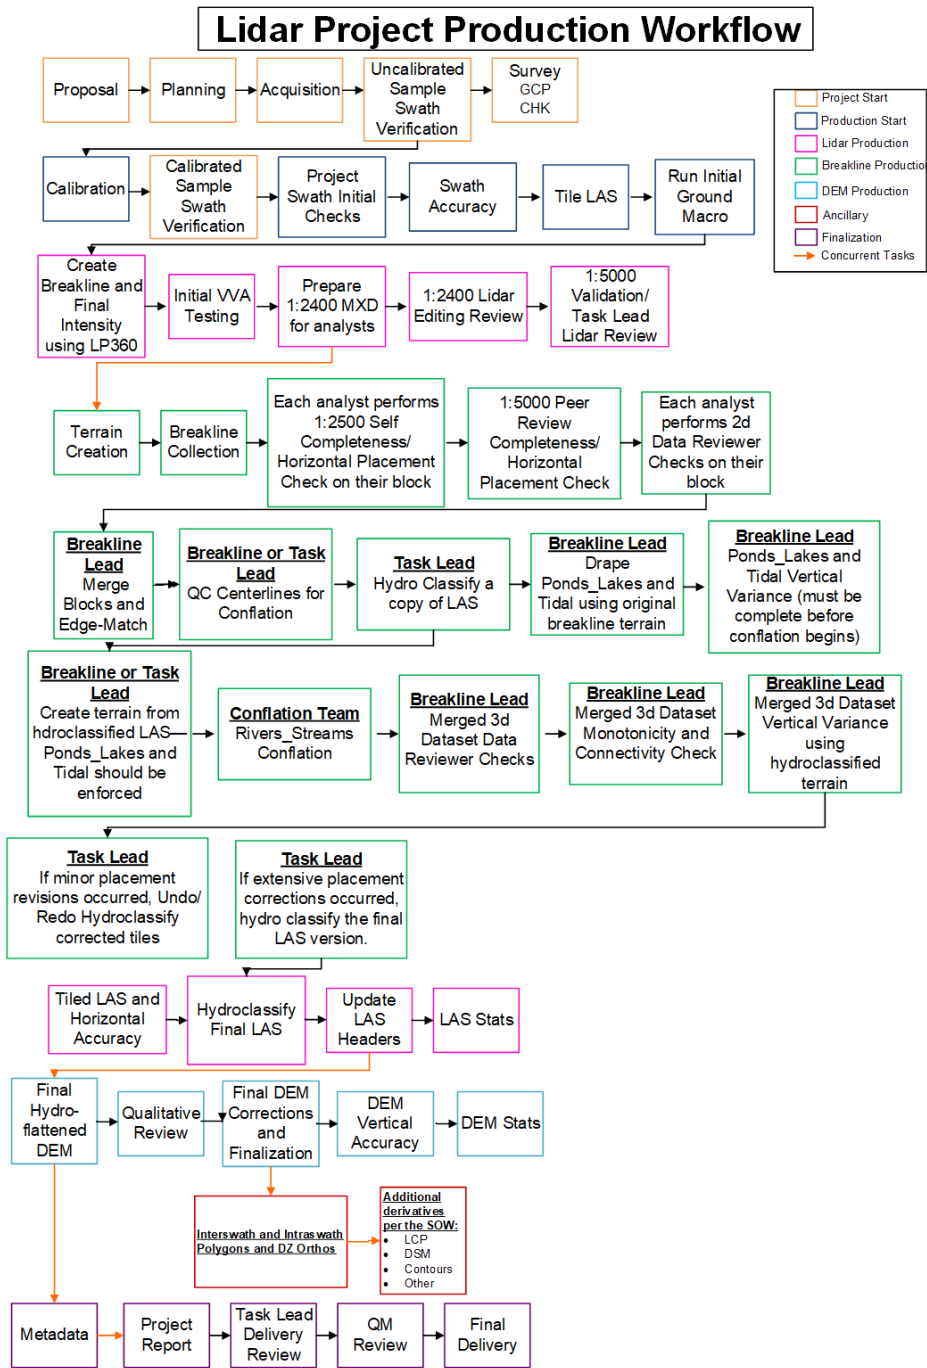 Lidar Project Production Workflow
Proposal
Planning
Acquisition
Uncalibrated
Sample
Swath
Verification
Survey
GCP
CHK
Project Start
Production Start
Lidar Production
Breakline Production
DEM Production
Ancillary
Finalization
Concurrent Tasks
Calibration
Calibrated
Sample
Swath
Verification
Project
Swath Initial
Checks
Swath
Accuracy
Tile LAS
Run Initial
Ground
Macro
Create
Breakline and
Final
Intensity
using LP360
Initial VVA
Testing
Prepare
1:2400 MXD
for analysts
1:2400 Lidar
Editing Review
1:5000
Validation/
Task Lead
Lidar Review
Terrain
Creation
Breakline
Collection
Each analyst performs
1:2500 Self
Completeness/
Horizontal Placement
Check on their block
1:5000 Peer
Review
Completeness/
Horizontal
Placement Check
Each analyst
performs 2d
Data Reviewer
Checks on their
block
Breakline
Lead
Merge
Blocks and
Edge-Match
Breakline or Task
Lead
QC Centerlines for
Conflation
Task Lead
Hydro Classify a
copy of LAS
Breakline Lead
Drape
Ponds_Lakes and
Tidal using original
breakline terrain
Breakline Lead
Ponds_Lakes and
Tidal Vertical
Variance (must be
complete before
conflation begins)
Breakline or Task
Lead
Create terrain from
hdroclassified LAS—
Ponds_Lakes and
Tidal should be
enforced
Conflation Team
Rivers_Streams
Conflation
Breakline Lead
Merged 3d
Dataset Data
Reviewer Checks
Breakline Lead
Merged 3d Dataset
Monotonicity and
Connectivity Check
Breakline Lead
Merged 3d Dataset
Vertical Variance
using
hydroclassified
terrain
Task Lead
If minor placement
revisions occurred, Undo/
Redo Hydroclassify
corrected tiles
Task Lead
If extensive placement
corrections occurred,
hydro classify the final
LAS version.
Tiled LAS and
Horizontal
Accuracy
Hydroclassify
Final LAS
Update
LAS
Headers
LAS Stats
Final
Hydro-
flattened
DEM
Qualitative
Review
Final DEM
Corrections
and
Finalization
DEM
Vertical
Accuracy
DEM Stats
Interswath and Intraswath
Polygons and DZ Orthos
Additional
derivatives
per the SOW:
• LCP
• DSM
• Contours
• Other
Metadata
Project
Report
Task Lead
Delivery
Review
QM
Review
Final
Delivery